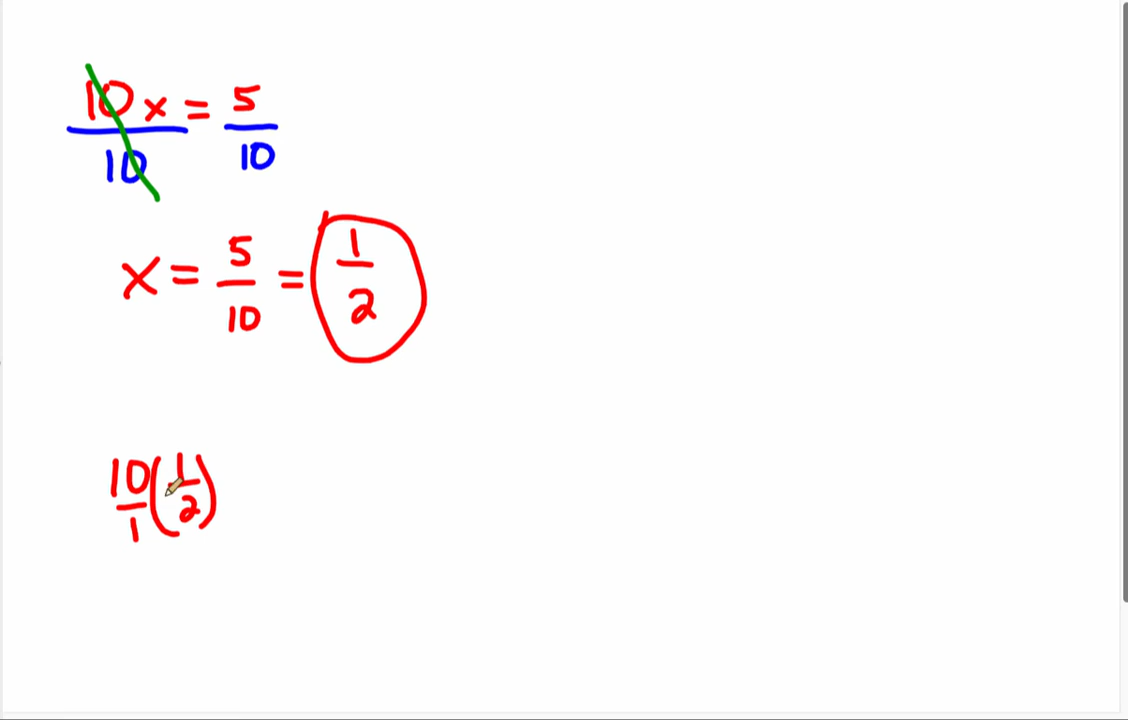 10x = 5
10 10
x = 5/10 = 1/2
10/1 (1/2)